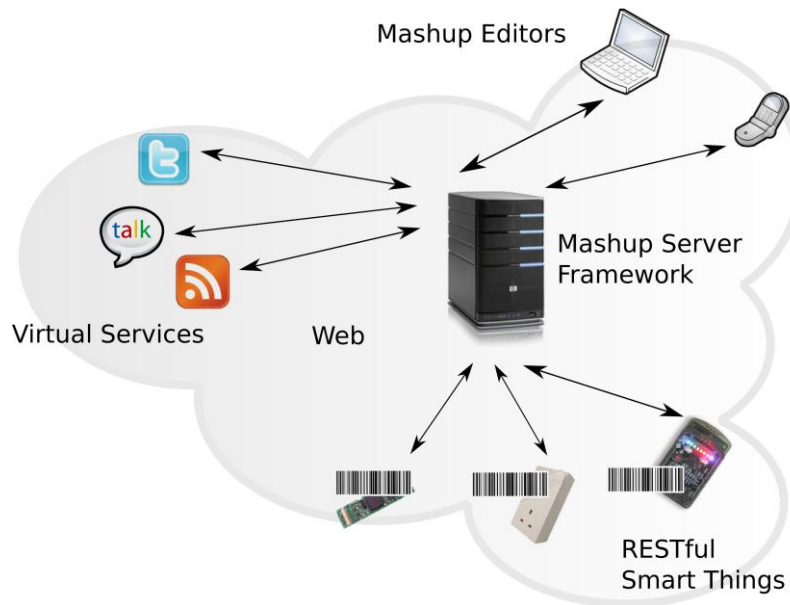 Mashup Editors
t
talk
Mashup Server
Framework
Virtual Services
Web
RESTful
Smart Things